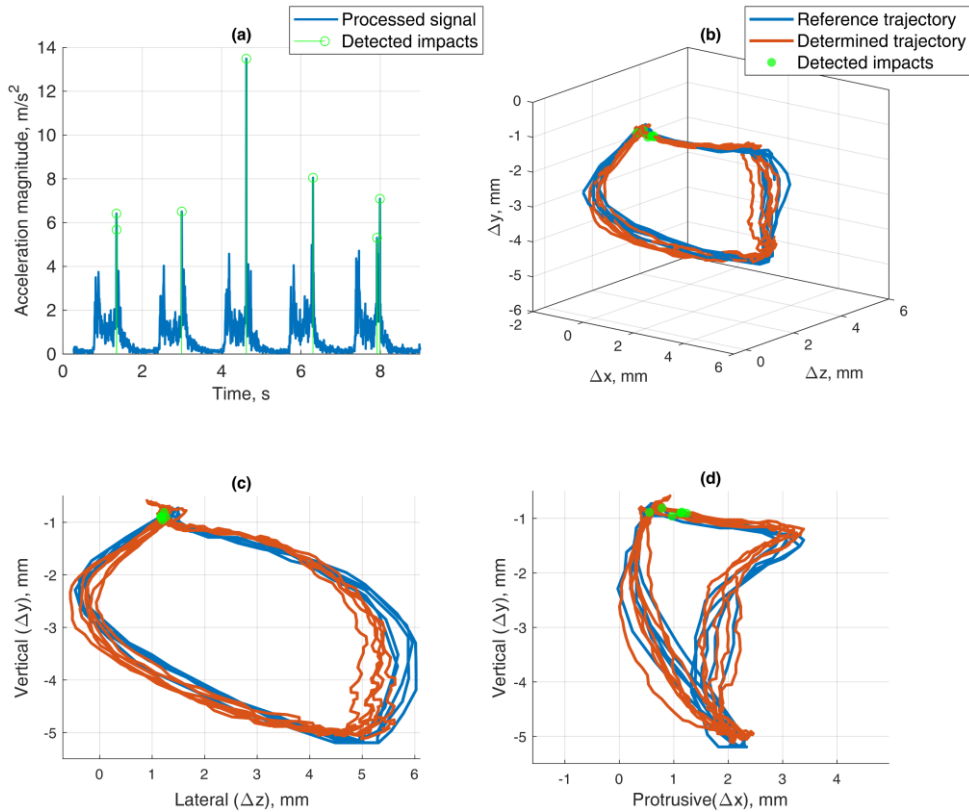 (a)
Processed signal
Detected impacts
14
12
10
8
6
4
2
0
Acceleration magnitude, m/s²
0 2 4 6 8
Time, s
(b)
Reference trajectory
Determined trajectory
Detected impacts
0
-1
-2
-3
-4
-5
-6
Δy, mm
-2 0 2 4 6
Δx, mm
0 2 4 6
Δz, mm
(c)
-1
-2
-3
-4
-5
Vertical (Δy), mm
0 1 2 3 4 5 6
Lateral (Δz), mm
(d)
-1
-2
-3
-4
-5
Vertical (Δy), mm
-1 0 1 2 3 4
Protrusive(Δx), mm